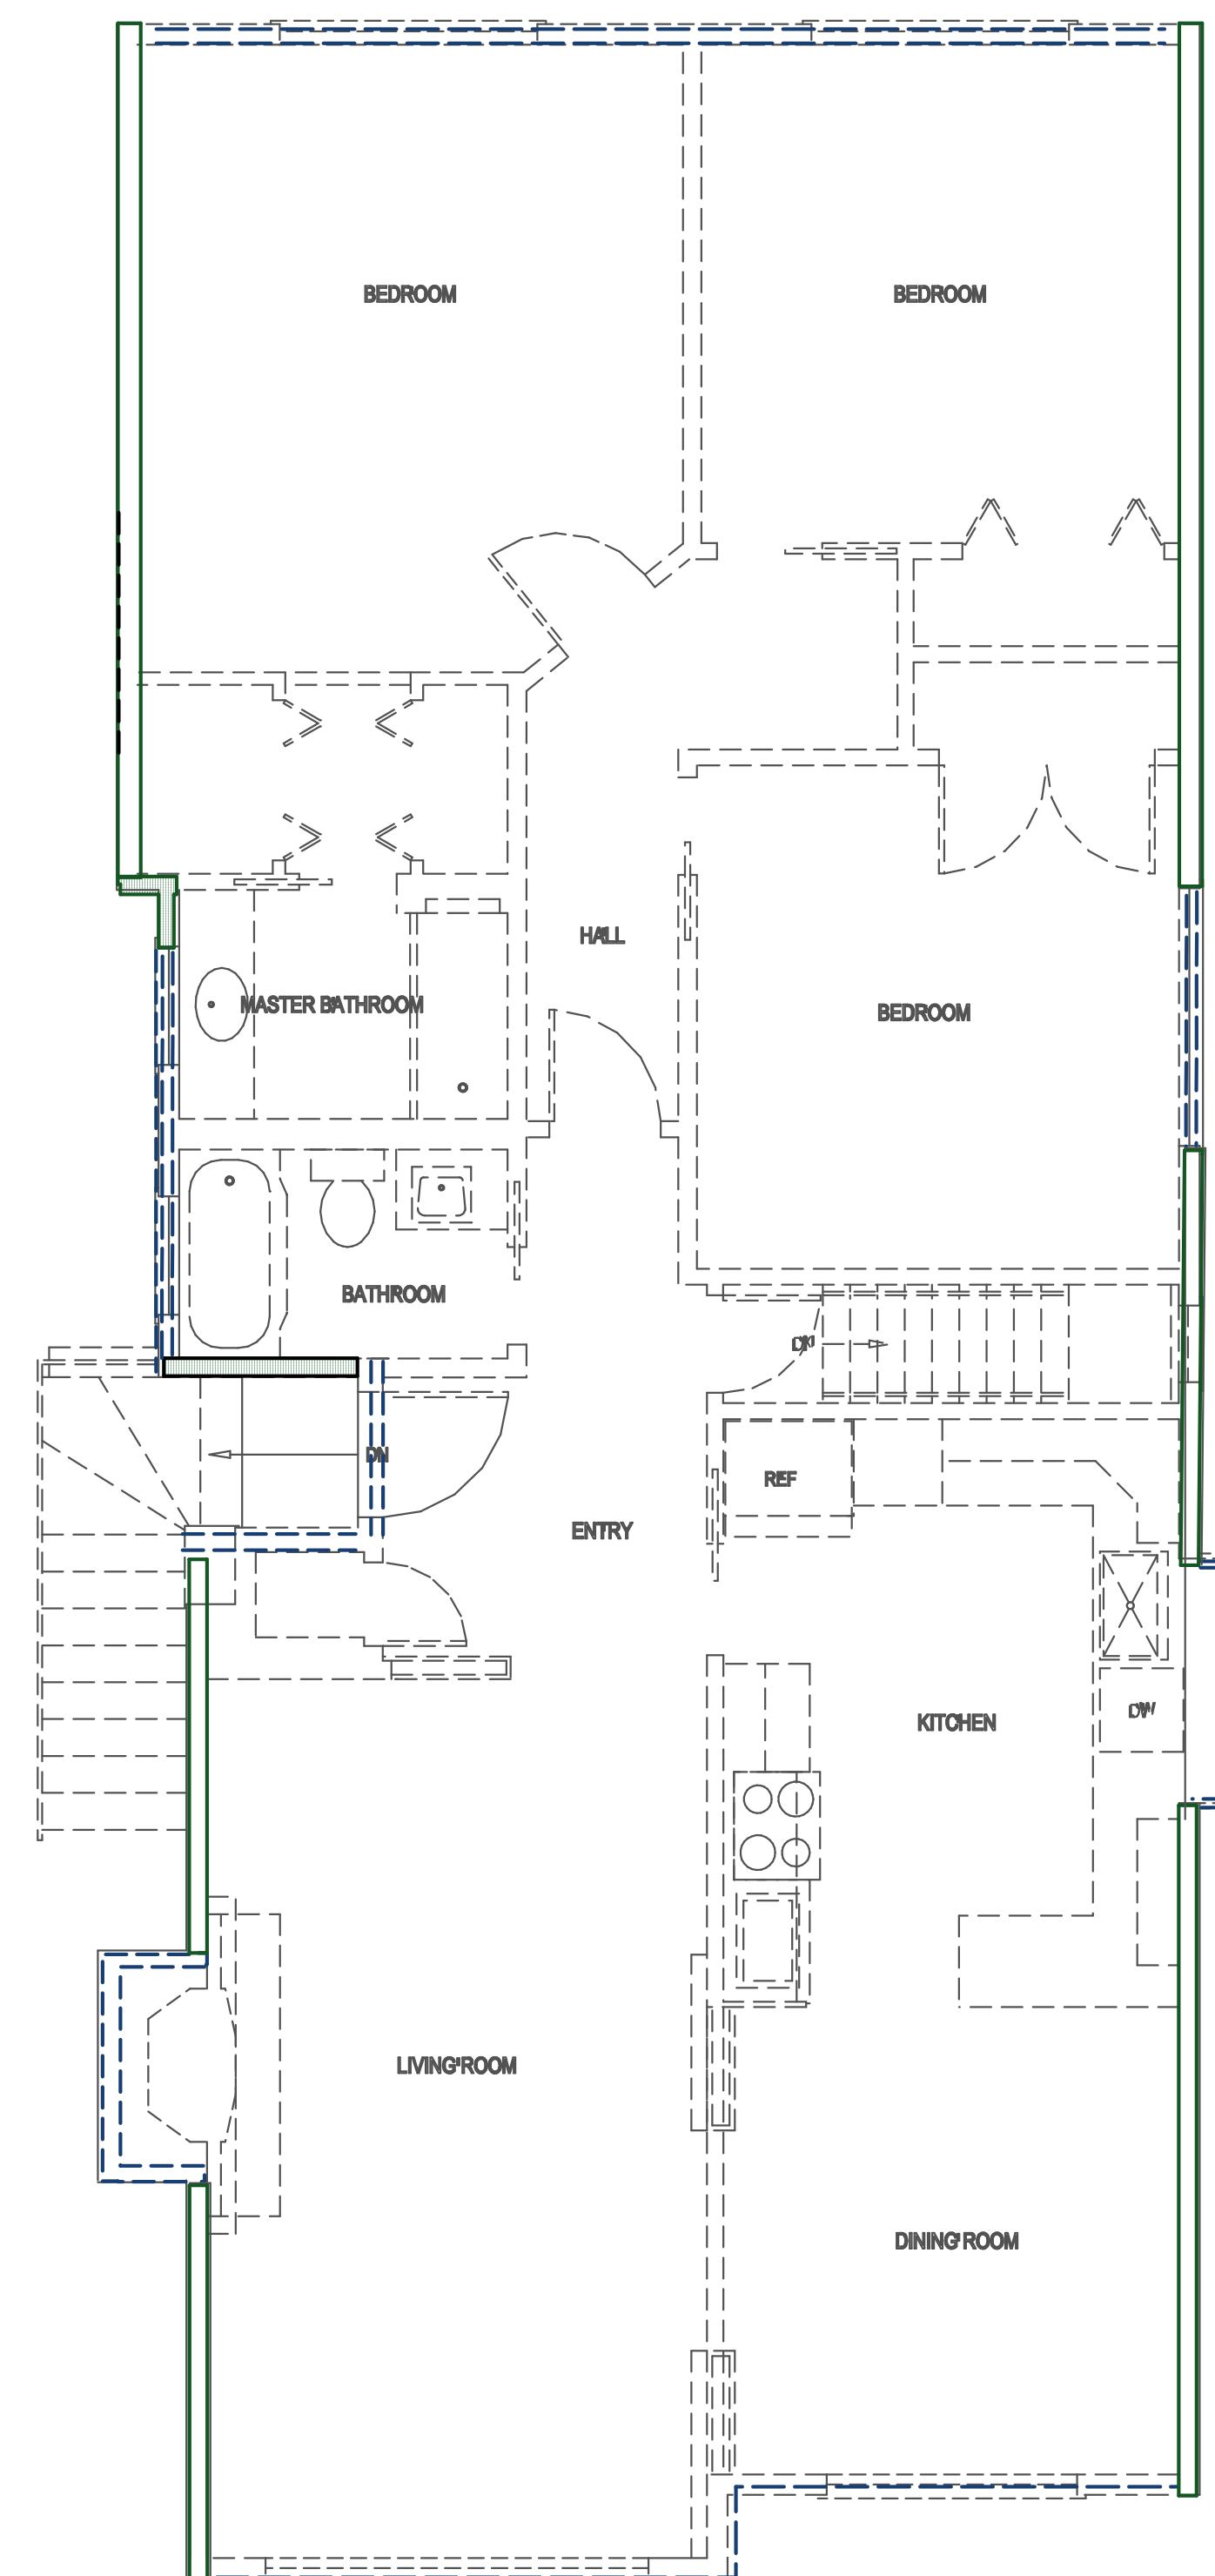 BEDROOM
BEDROOM
HALL
MASTER BATHROOM
BEDROOM
BATHROOM
DN
DN
REF
ENTRY
DW
KITCHEN
LIVING ROOM
DINING ROOM